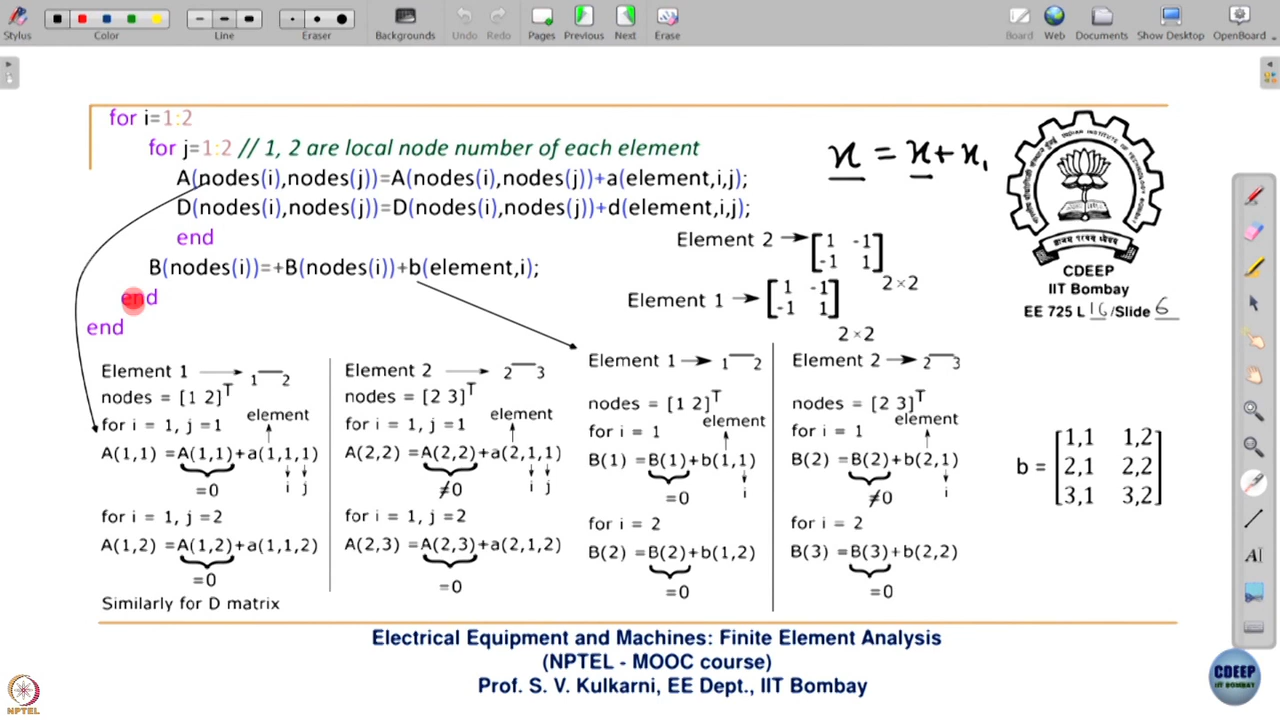 Stylus Color Line Eraser Backgrounds Undo Redo Pages Previous Next Erase Board Web Documents Show Desktop OpenBoard
for i=1:2
for j=1:2 // 1, 2 are local node number of each element
A(nodes(i),nodes(j))=A(nodes(i),nodes(j))+a(element,i,j);
D(nodes(i),nodes(j))=D(nodes(i),nodes(j))+d(element,i,j);
end
B(nodes(i))=+B(nodes(i))+b(element,i);
end
end
x = x + x1
Element 2 → [1 -1
-1 1]
2×2
Element 1 → [1 -1
-1 1]
2×2
CDEEP
IIT Bombay
EE 725 L 16/Slide 6
Element 1 → 1 2
nodes = [1 2]T
element
for i = 1, j =1
A(1,1) =A(1,1)+a(1,1,1)
=0 i j
for i = 1, j =2
A(1,2) =A(1,2)+a(1,1,2)
=0
Similarly for D matrix
Element 2 → 2 3
nodes = [2 3]T
element
for i = 1, j =1
A(2,2) =A(2,2)+a(2,1,1)
≠0 i j
for i = 1, j =2
A(2,3) =A(2,3)+a(2,1,2)
=0
Element 1 → 1 2
nodes = [1 2]T
element
for i = 1
B(1) =B(1)+b(1,1)
=0 i
for i = 2
B(2) =B(2)+b(1,2)
=0
Element 2 → 2 3
nodes = [2 3]T
element
for i = 1
B(2) =B(2)+b(2,1)
≠0 i
for i = 2
B(3) =B(3)+b(2,2)
=0
b = [1,1 1,2
2,1 2,2
3,1 3,2]
Electrical Equipment and Machines: Finite Element Analysis
(NPTEL - MOOC course)
Prof. S. V. Kulkarni, EE Dept., IIT Bombay
NPTEL
CDEEP
IIT BOMBAY